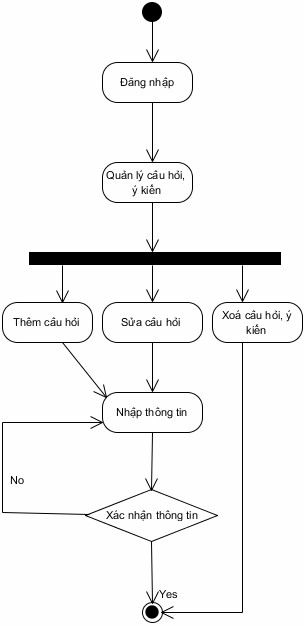 Đăng nhập
Quản lý câu hỏi,
ý kiến
Thêm câu hỏi
Sửa câu hỏi
Xoá câu hỏi, ý
kiến
Nhập thông tin
No
Xác nhận thông tin
Yes